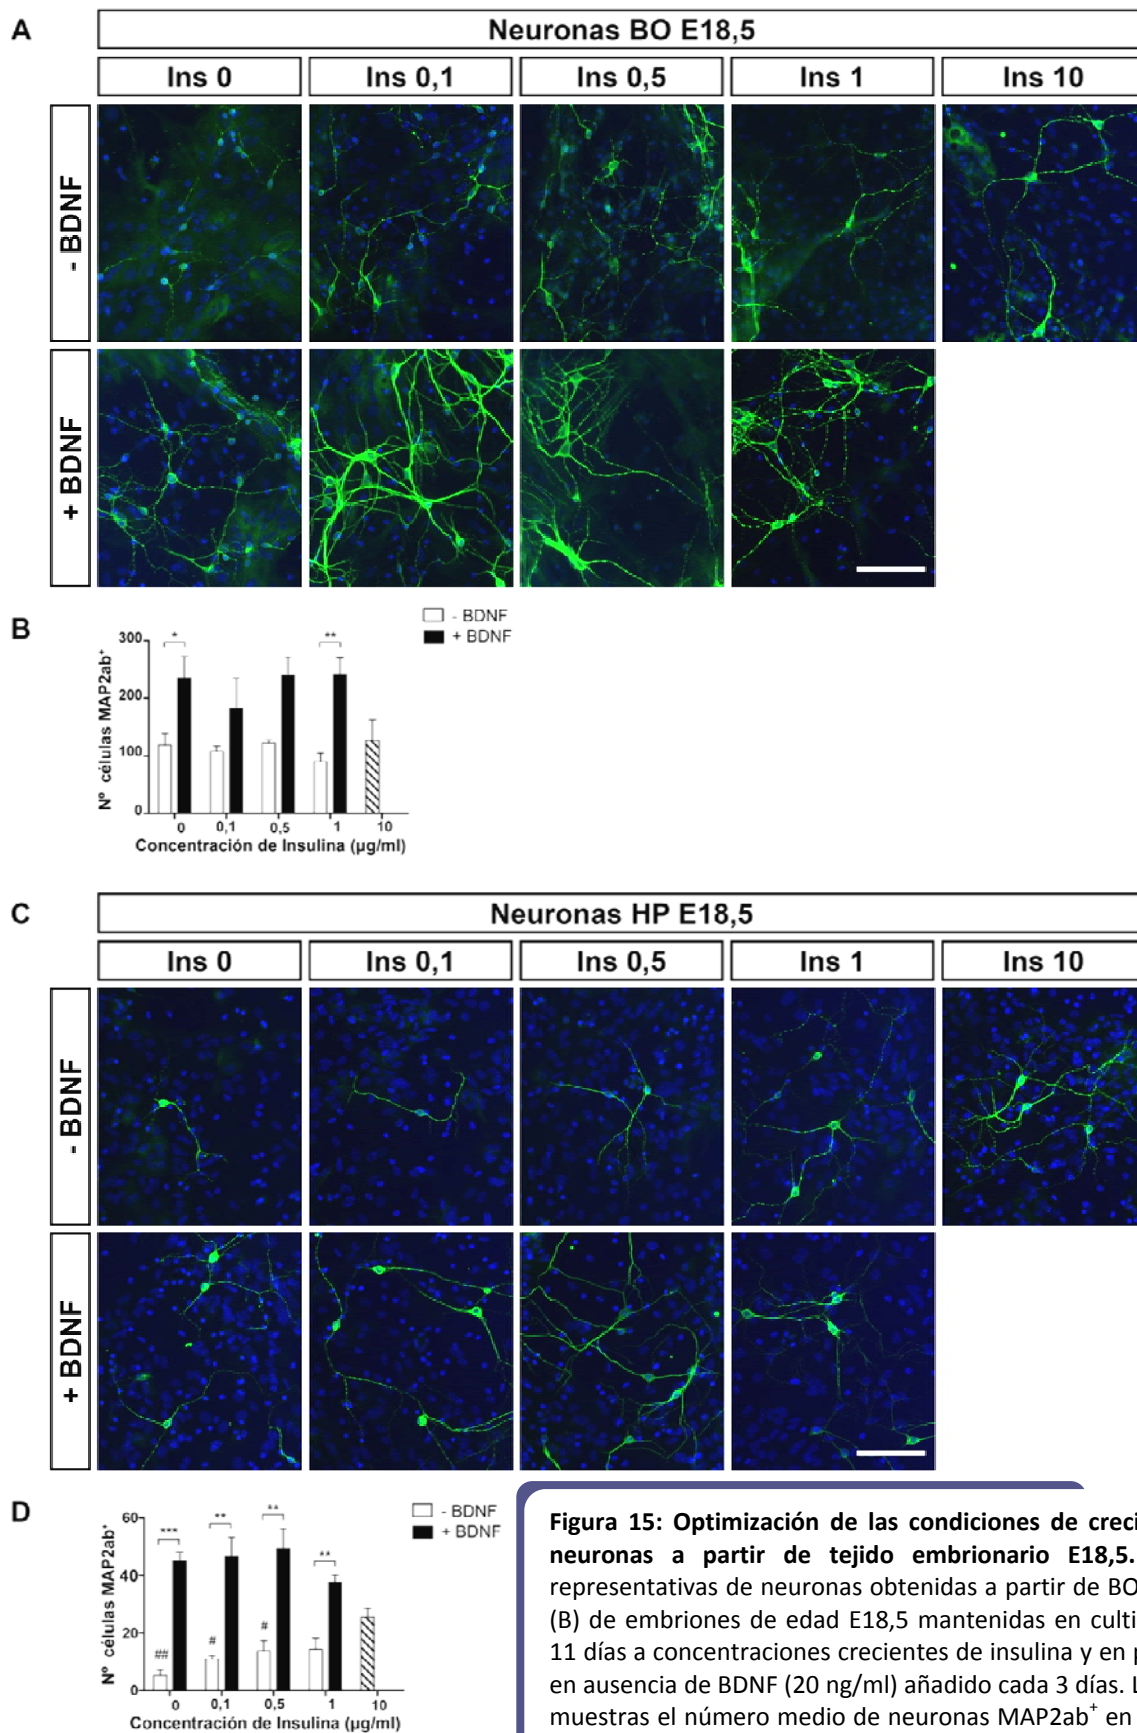 A
Neuronas BO E18,5
Ins 0 Ins 0,1 Ins 0,5 Ins 1 Ins 10
- BDNF
+ BDNF
B
- BDNF
+ BDNF
Nº células MAP2ab⁺
300
200
100
0
* **
0 0,1 0,5 1 10
Concentración de Insulina (µg/ml)
C
Neuronas HP E18,5
Ins 0 Ins 0,1 Ins 0,5 Ins 1 Ins 10
- BDNF
+ BDNF
D
- BDNF
+ BDNF
Nº células MAP2ab⁺
60
40
20
0
*** ** ** **
## # #
0 0,1 0,5 1 10
Concentración de Insulina (µg/ml)
Figura 15: Optimización de las condiciones de creci
neuronas a partir de tejido embrionario E18,5.
representativas de neuronas obtenidas a partir de BO
(B) de embriones de edad E18,5 mantenidas en culti
11 días a concentraciones crecientes de insulina y en p
en ausencia de BDNF (20 ng/ml) añadido cada 3 días. L
muestras el número medio de neuronas MAP2ab⁺ en